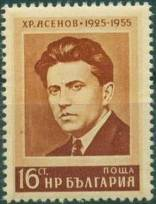 ХР. АСЕНОВ • 1925-1955
16 СТ. ПОЩА
НР БЪЛГАРИЯ